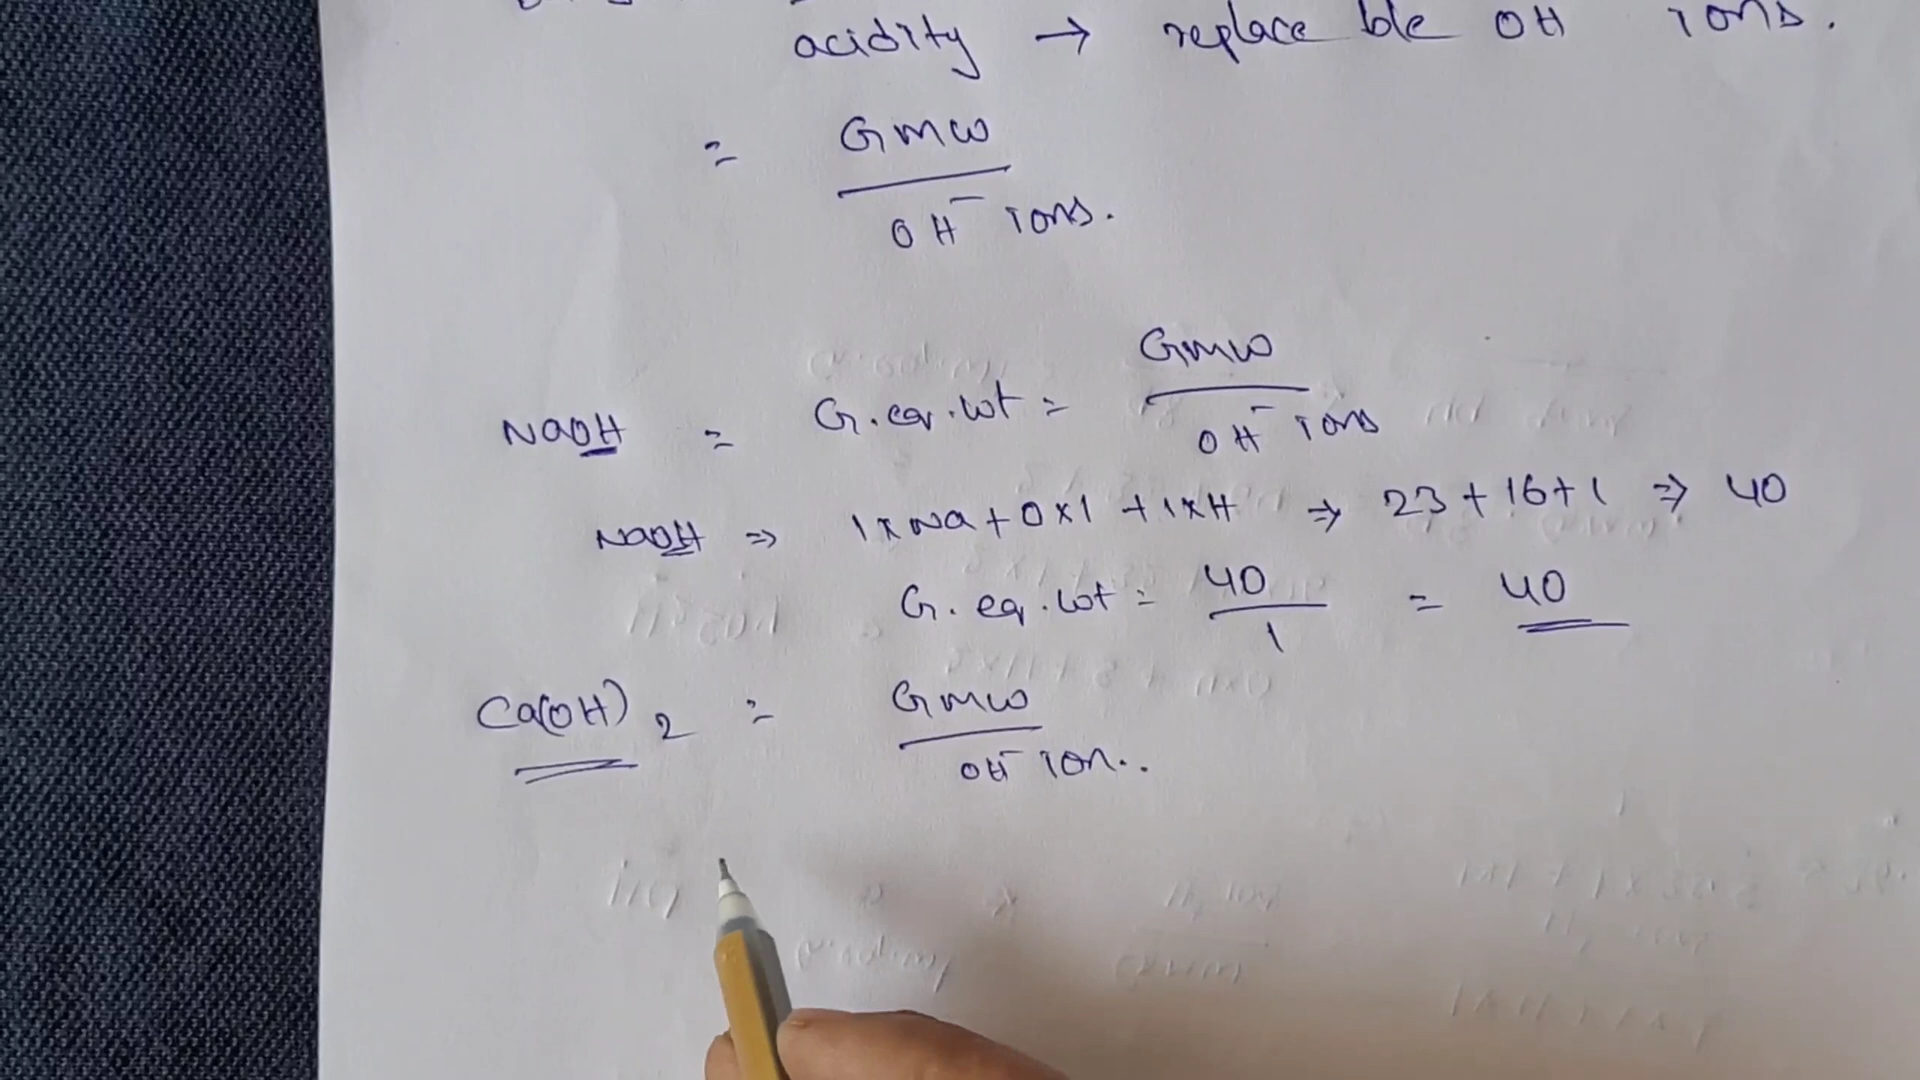 acidity → replace ble OH ions.
= GMW
OH⁻ ions.
GMW
NaOH = G.eq.wt =
OH⁻ ions
NaOH ⇒ 1×Na + O×1 + 1×H ⇒ 23+16+1 ⇒ 40
G.eq.wt = 40/1 = 40
Ca(OH)2 = GMW
OH⁻ ion..